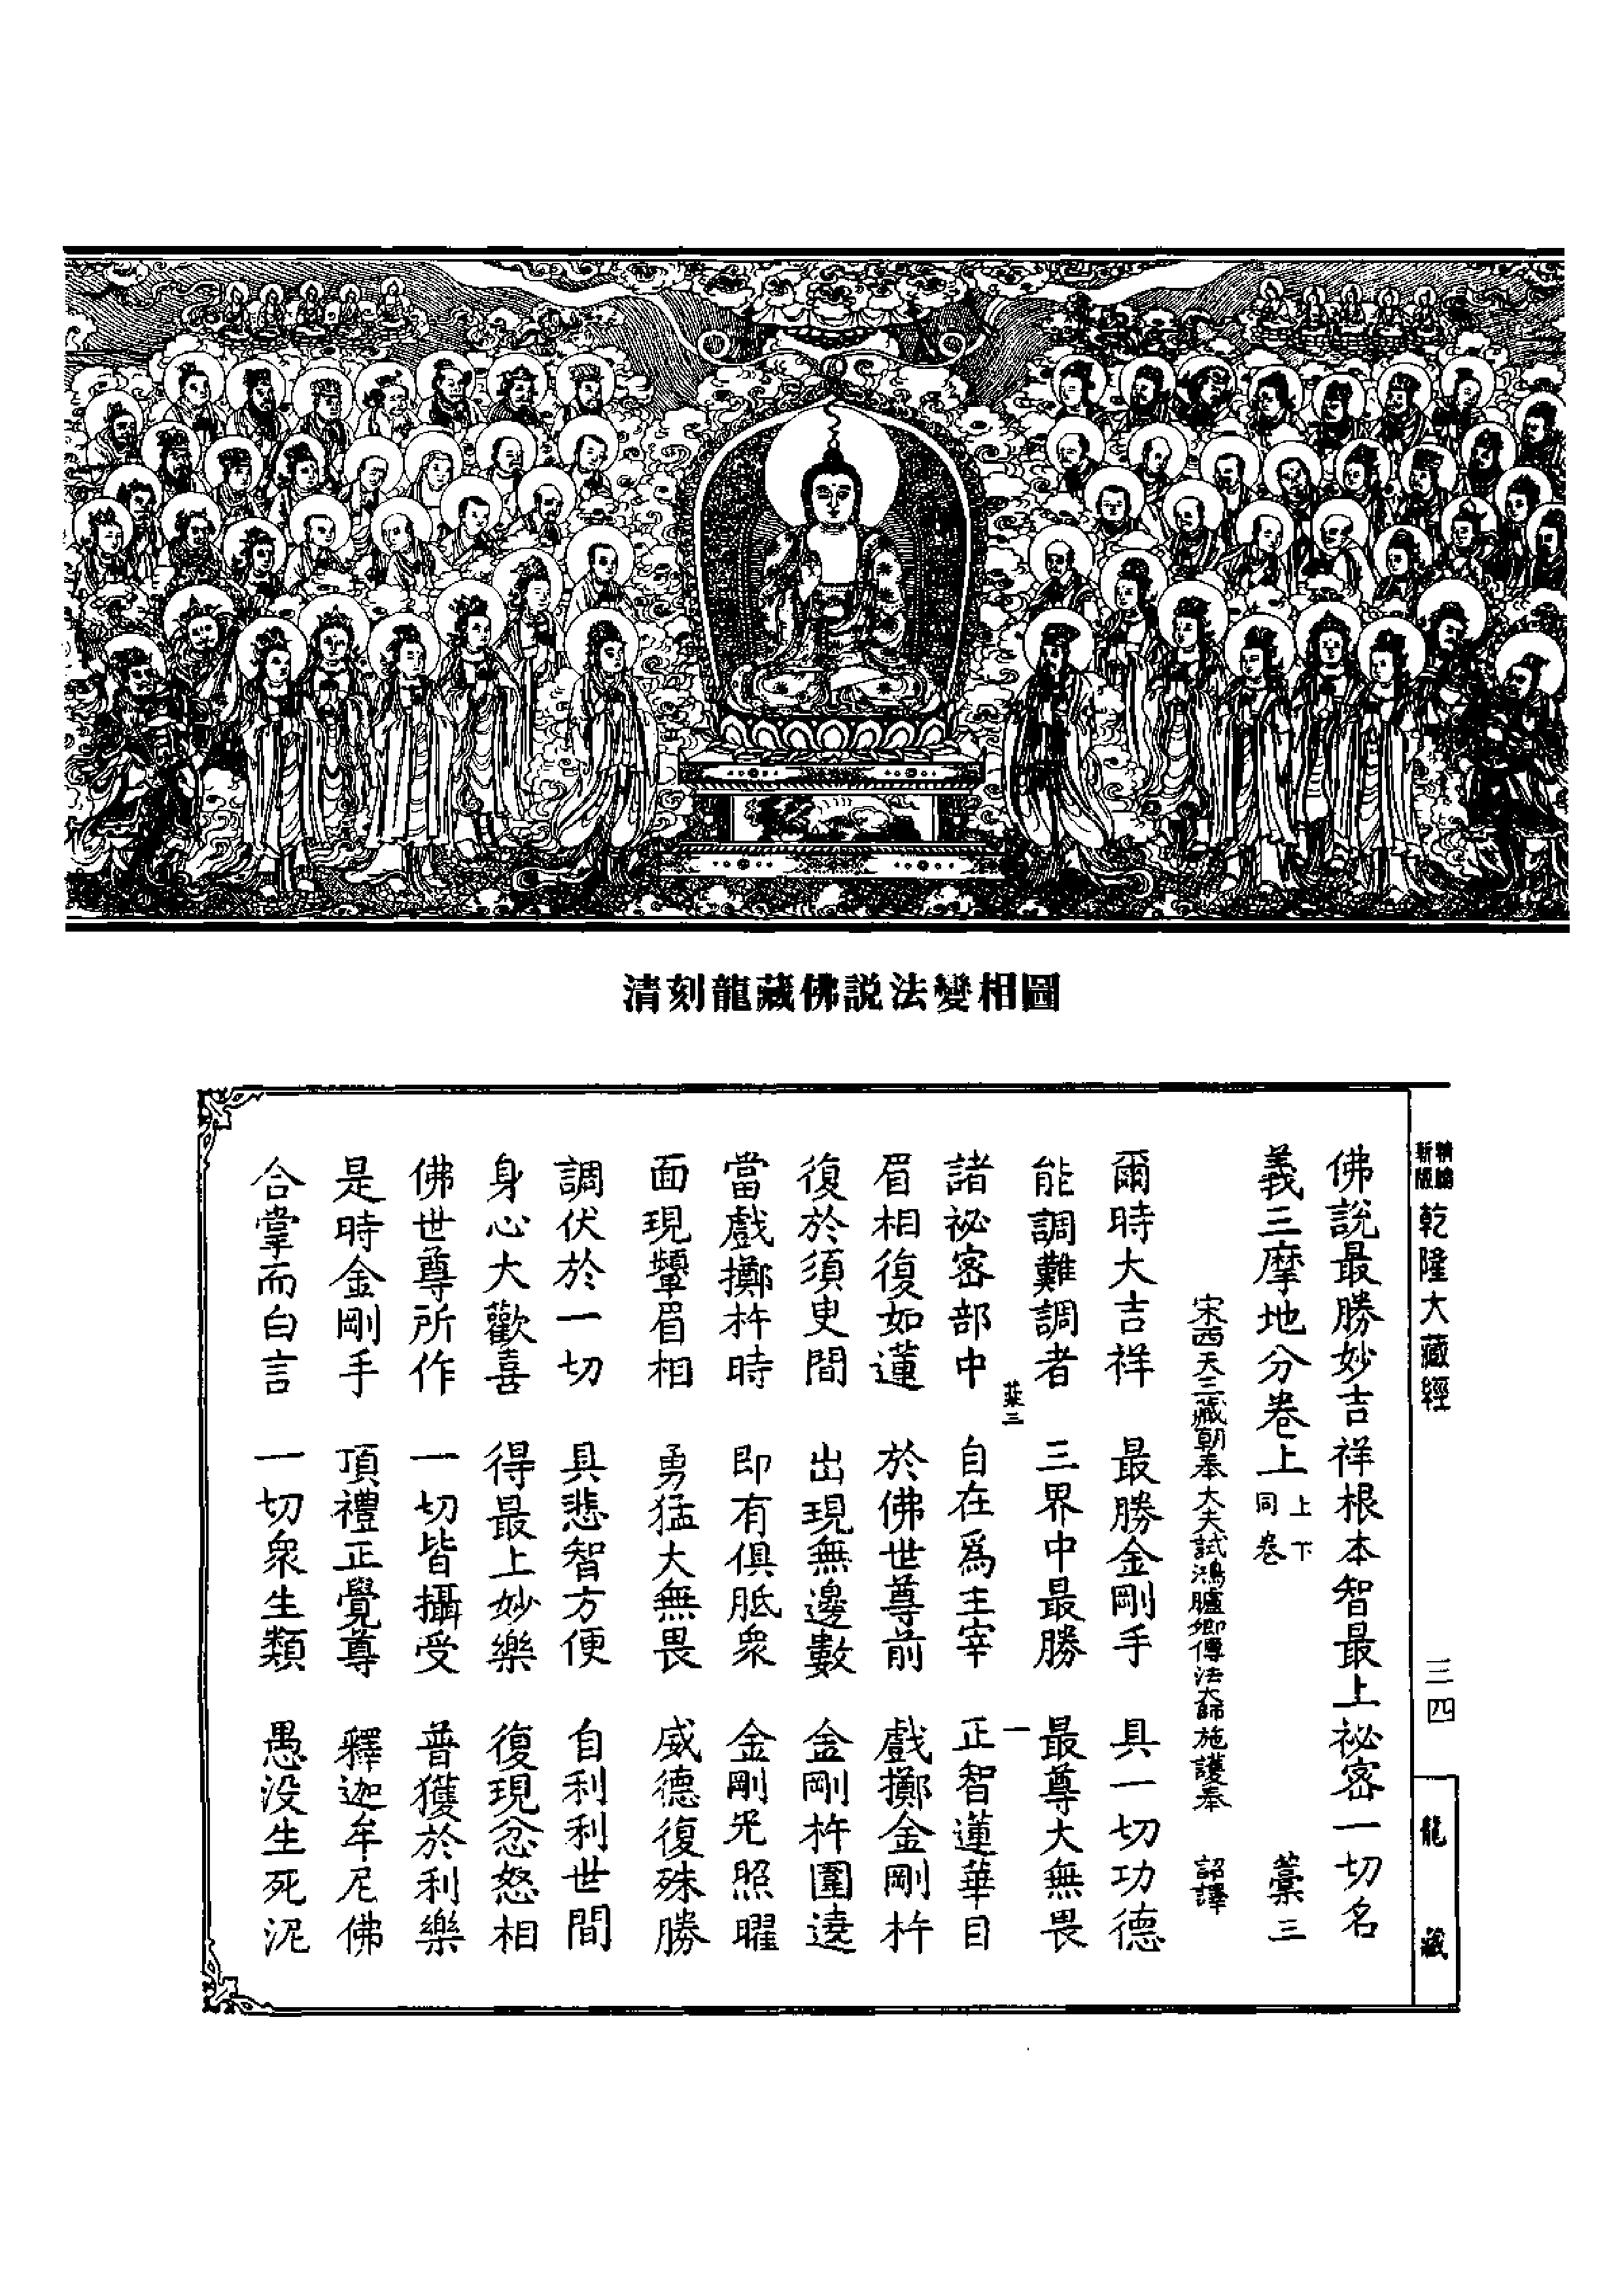 清刻龍藏佛説法變相圖
新版
乾隆大藏經
三四
龍藏
佛說最勝妙吉祥根本智最上祕密一切名
義三摩地分卷上 上下同卷 藁三
宋西天三藏朝奉大夫試鴻臚卿傳法大師施護奉 詔譯
爾時大吉祥 最勝金剛手 具一切功德
能調難調者 三界中最勝 最尊大無畏
藁三 一
諸祕密部中 自在爲主宰 正智蓮華目
眉相復如蓮 於佛世尊前 戲擲金剛杵
復於須臾間 出現無邊數 金剛杵圍遶
當戲擲杵時 即有俱胝衆 金剛光照曜
面現顰眉相 勇猛大無畏 威德復殊勝
調伏於一切 具悲智方便 自利利世間
身心大歡喜 得最上妙樂 復現忿怒相
佛世尊所作 一切皆攝受 普獲於利樂
是時金剛手 頂禮正覺尊 釋迦牟尼佛
合掌而白言 一切衆生類 愚没生死泥